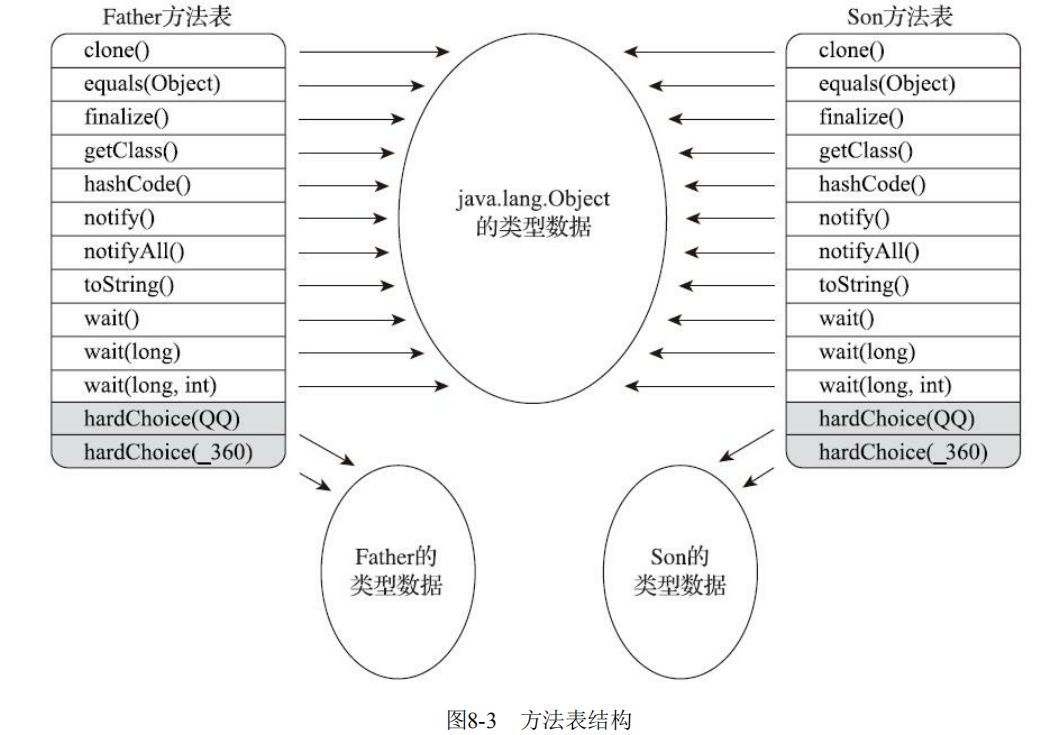 Father方法表
clone()
equals(Object)
finalize()
getClass()
hashCode()
notify()
notifyAll()
toString()
wait()
wait(long)
wait(long, int)
hardChoice(QQ)
hardChoice(_360)
java.lang.Object
的类型数据
Son方法表
clone()
equals(Object)
finalize()
getClass()
hashCode()
notify()
notifyAll()
toString()
wait()
wait(long)
wait(long, int)
hardChoice(QQ)
hardChoice(_360)
Father的
类型数据
Son的
类型数据
图8-3 方法表结构